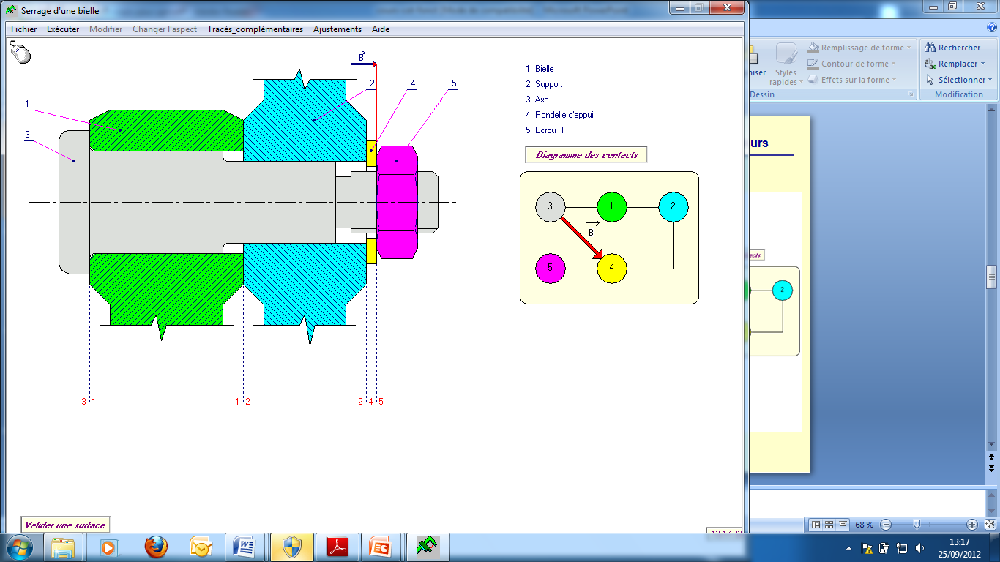 Serrage d'une bielle
Fichier Exécuter Modifier Changer l'aspect Tracés_complémentaires Ajustements Aide
B
1
3
2
4
5
1 Bielle
2 Support
3 Axe
4 Rondelle d'appui
5 Ecrou H
Diagramme des contacts
3 1 2
B
5 4
3 1 1 2 2 4 5
Valider une surface
Remplissage de forme
Contour de forme
Effets sur la forme
Styles
rapides
Dessin
Rechercher
Remplacer
Sélectionner
Modification
urs
2
68 %
13:17
25/09/2012